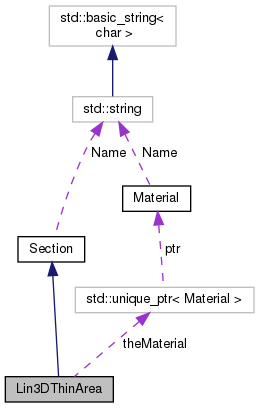 std::basic_string<
char >
std::string
Name
Name
Material
ptr
Section
std::unique_ptr< Material >
theMaterial
Lin3DThinArea